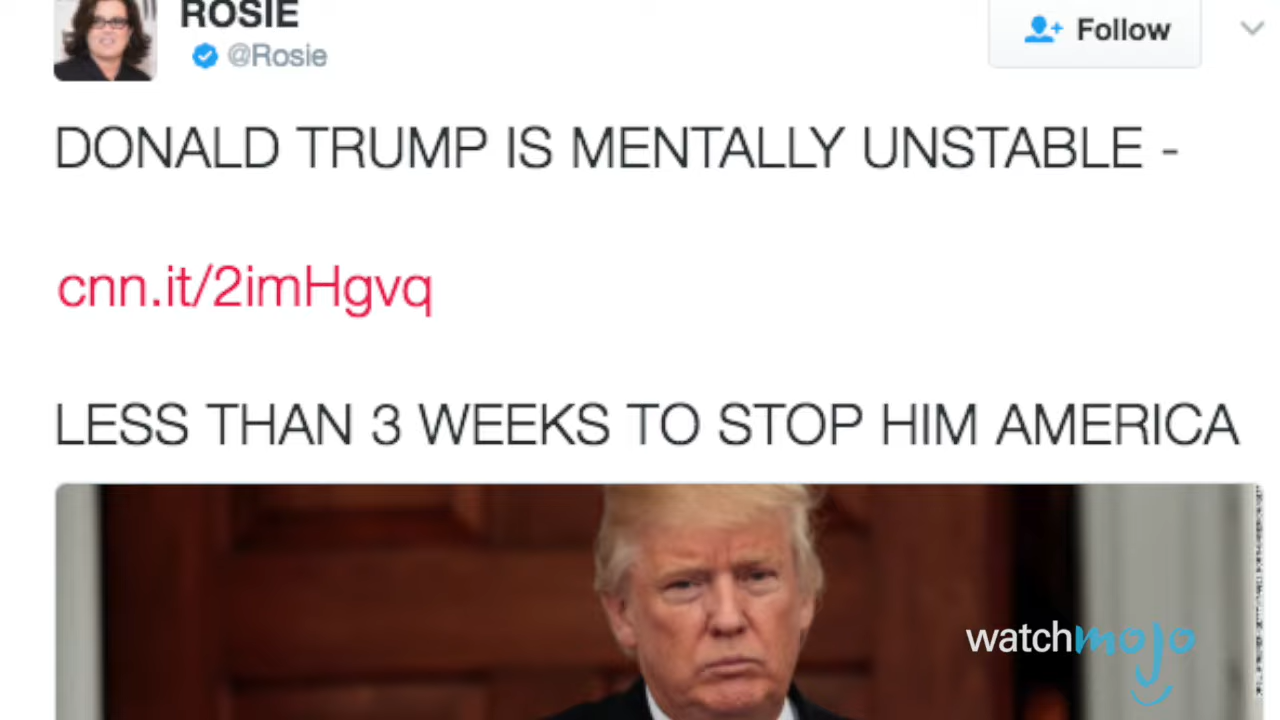 ROSIE
@Rosie
Follow
DONALD TRUMP IS MENTALLY UNSTABLE -
cnn.it/2imHgvq
LESS THAN 3 WEEKS TO STOP HIM AMERICA
watchmojo